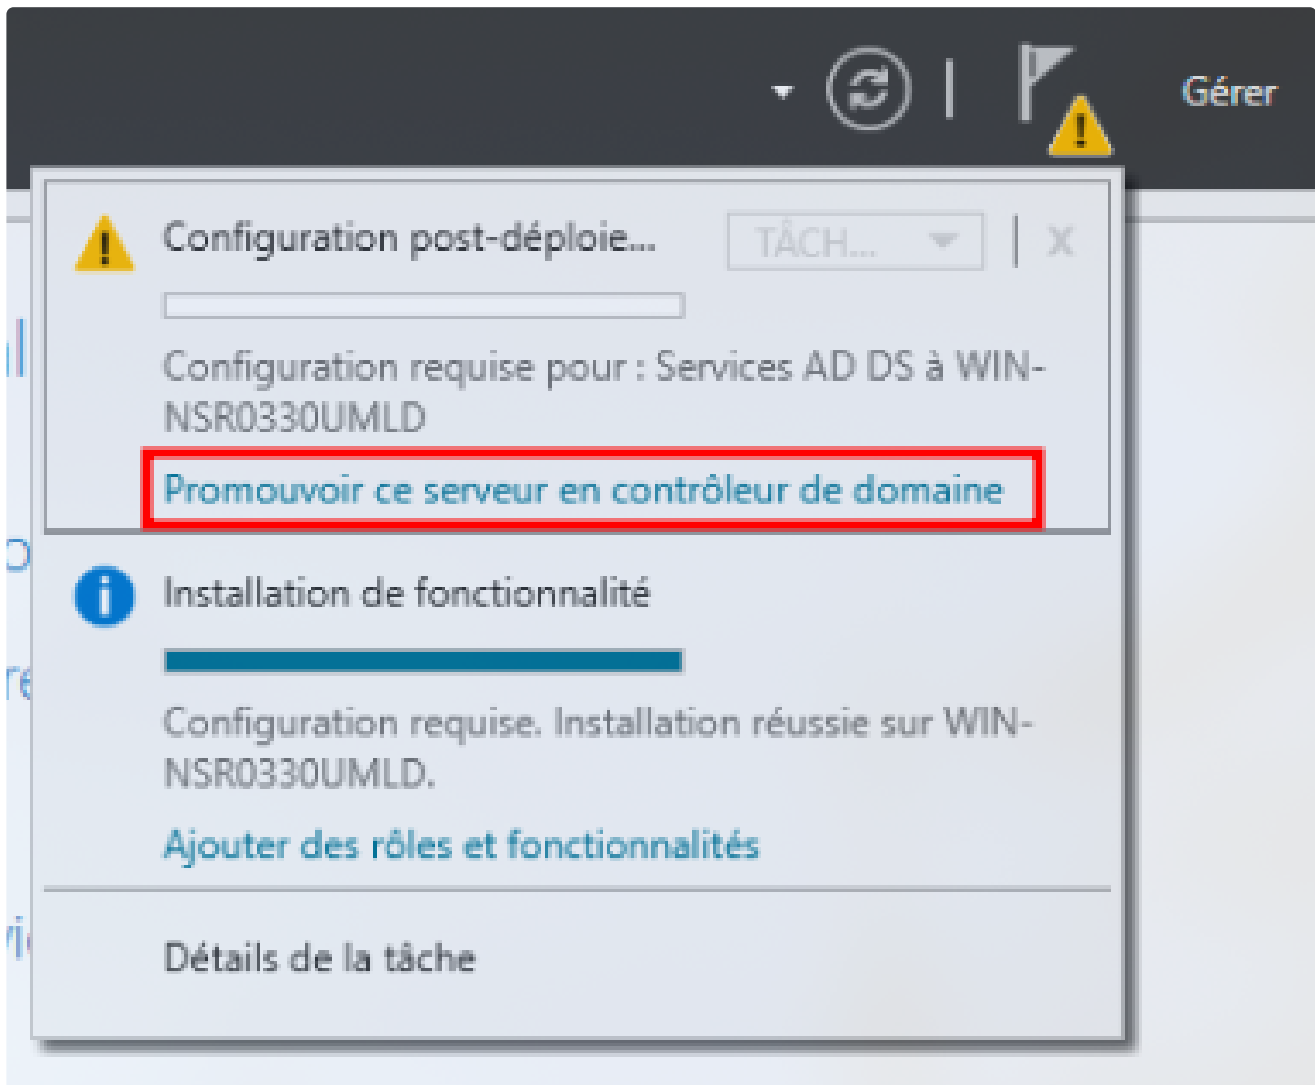 Gérer
Configuration post-déploie...
TÂCH...
X
Configuration requise pour : Services AD DS à WIN-
NSR0330UMLD
Promouvoir ce serveur en contrôleur de domaine
Installation de fonctionnalité
Configuration requise. Installation réussie sur WIN-
NSR0330UMLD.
Ajouter des rôles et fonctionnalités
Détails de la tâche